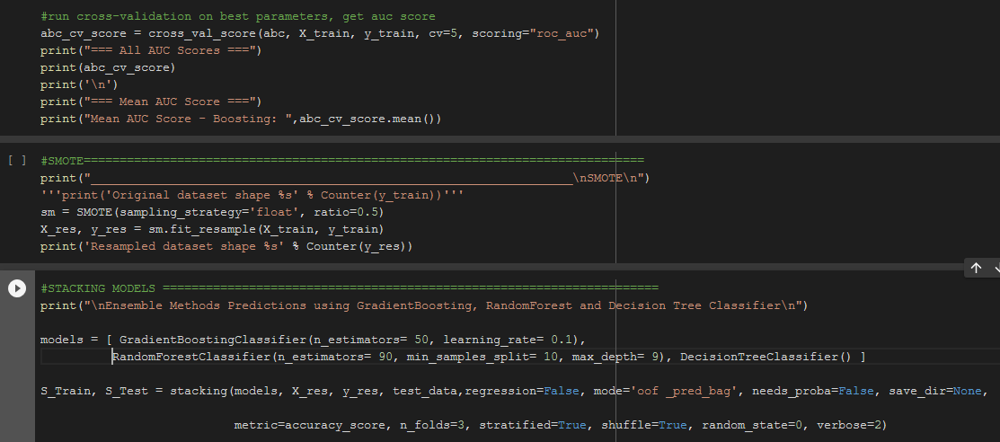 #run cross-validation on best parameters, get auc score
abc_cv_score = cross_val_score(abc, X_train, y_train, cv=5, scoring="roc_auc")
print("=== All AUC Scores ===")
print(abc_cv_score)
print('\n')
print("=== Mean AUC Score ===")
print("Mean AUC Score - Boosting: ",abc_cv_score.mean())
[ ] #SMOTE==============================================================================
print("___________________________________________________________________\nSMOTE\n")
'''print('Original dataset shape %s' % Counter(y_train))'''
sm = SMOTE(sampling_strategy='float', ratio=0.5)
X_res, y_res = sm.fit_resample(X_train, y_train)
print('Resampled dataset shape %s' % Counter(y_res))
#STACKING MODELS =====================================================================
print("\nEnsemble Methods Predictions using GradientBoosting, RandomForest and Decision Tree Classifier\n")
models = [ GradientBoostingClassifier(n_estimators= 50, learning_rate= 0.1),
RandomForestClassifier(n_estimators= 90, min_samples_split= 10, max_depth= 9), DecisionTreeClassifier() ]
S_Train, S_Test = stacking(models, X_res, y_res, test_data,regression=False, mode='oof _pred_bag', needs_proba=False, save_dir=None,
metric=accuracy_score, n_folds=3, stratified=True, shuffle=True, random_state=0, verbose=2)